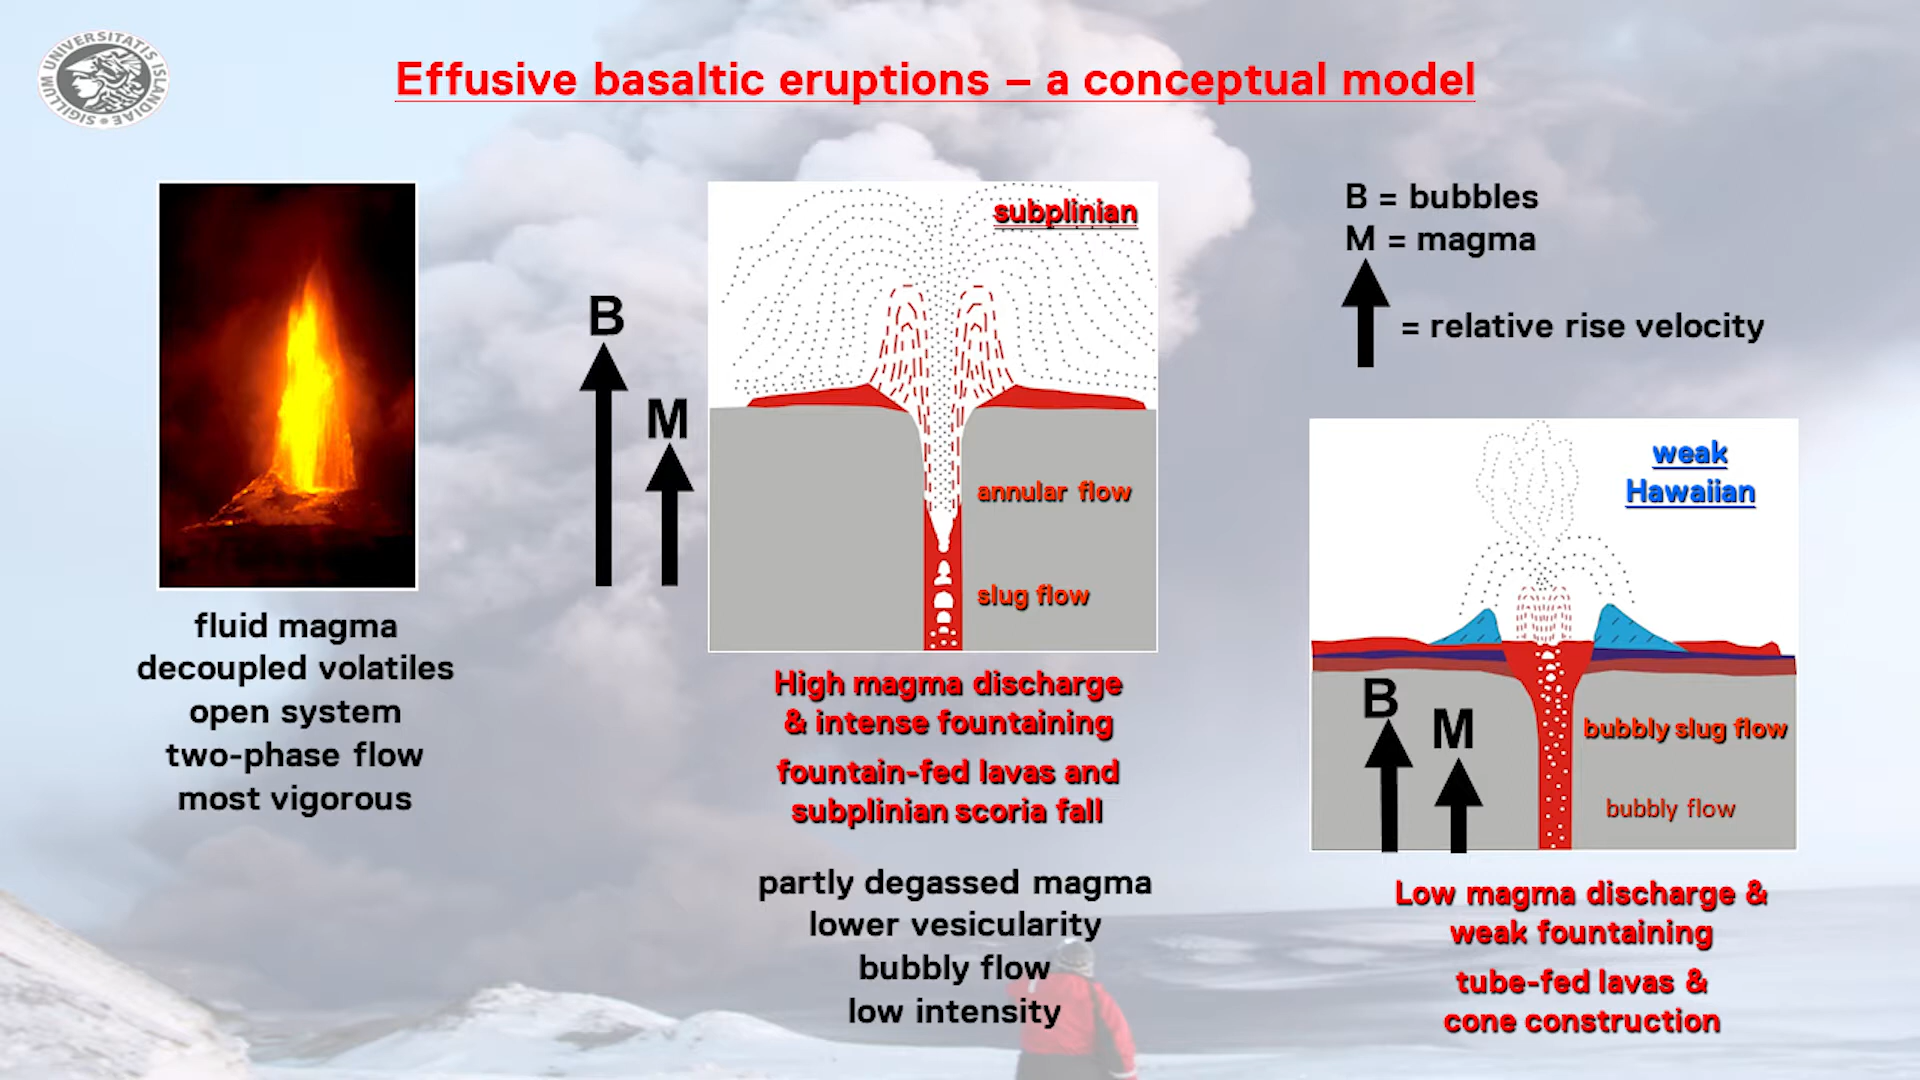 SIGILLUM UNIVERSITATIS ISLANDIAE
Effusive basaltic eruptions – a conceptual model
fluid magma
decoupled volatiles
open system
two-phase flow
most vigorous
B
M
subplinian
annular flow
slug flow
High magma discharge
& intense fountaining
fountain-fed lavas and
subplinian scoria fall
partly degassed magma
lower vesicularity
bubbly flow
low intensity
B = bubbles
M = magma
= relative rise velocity
weak
Hawaiian
B
M
bubbly slug flow
bubbly flow
Low magma discharge &
weak fountaining
tube-fed lavas &
cone construction